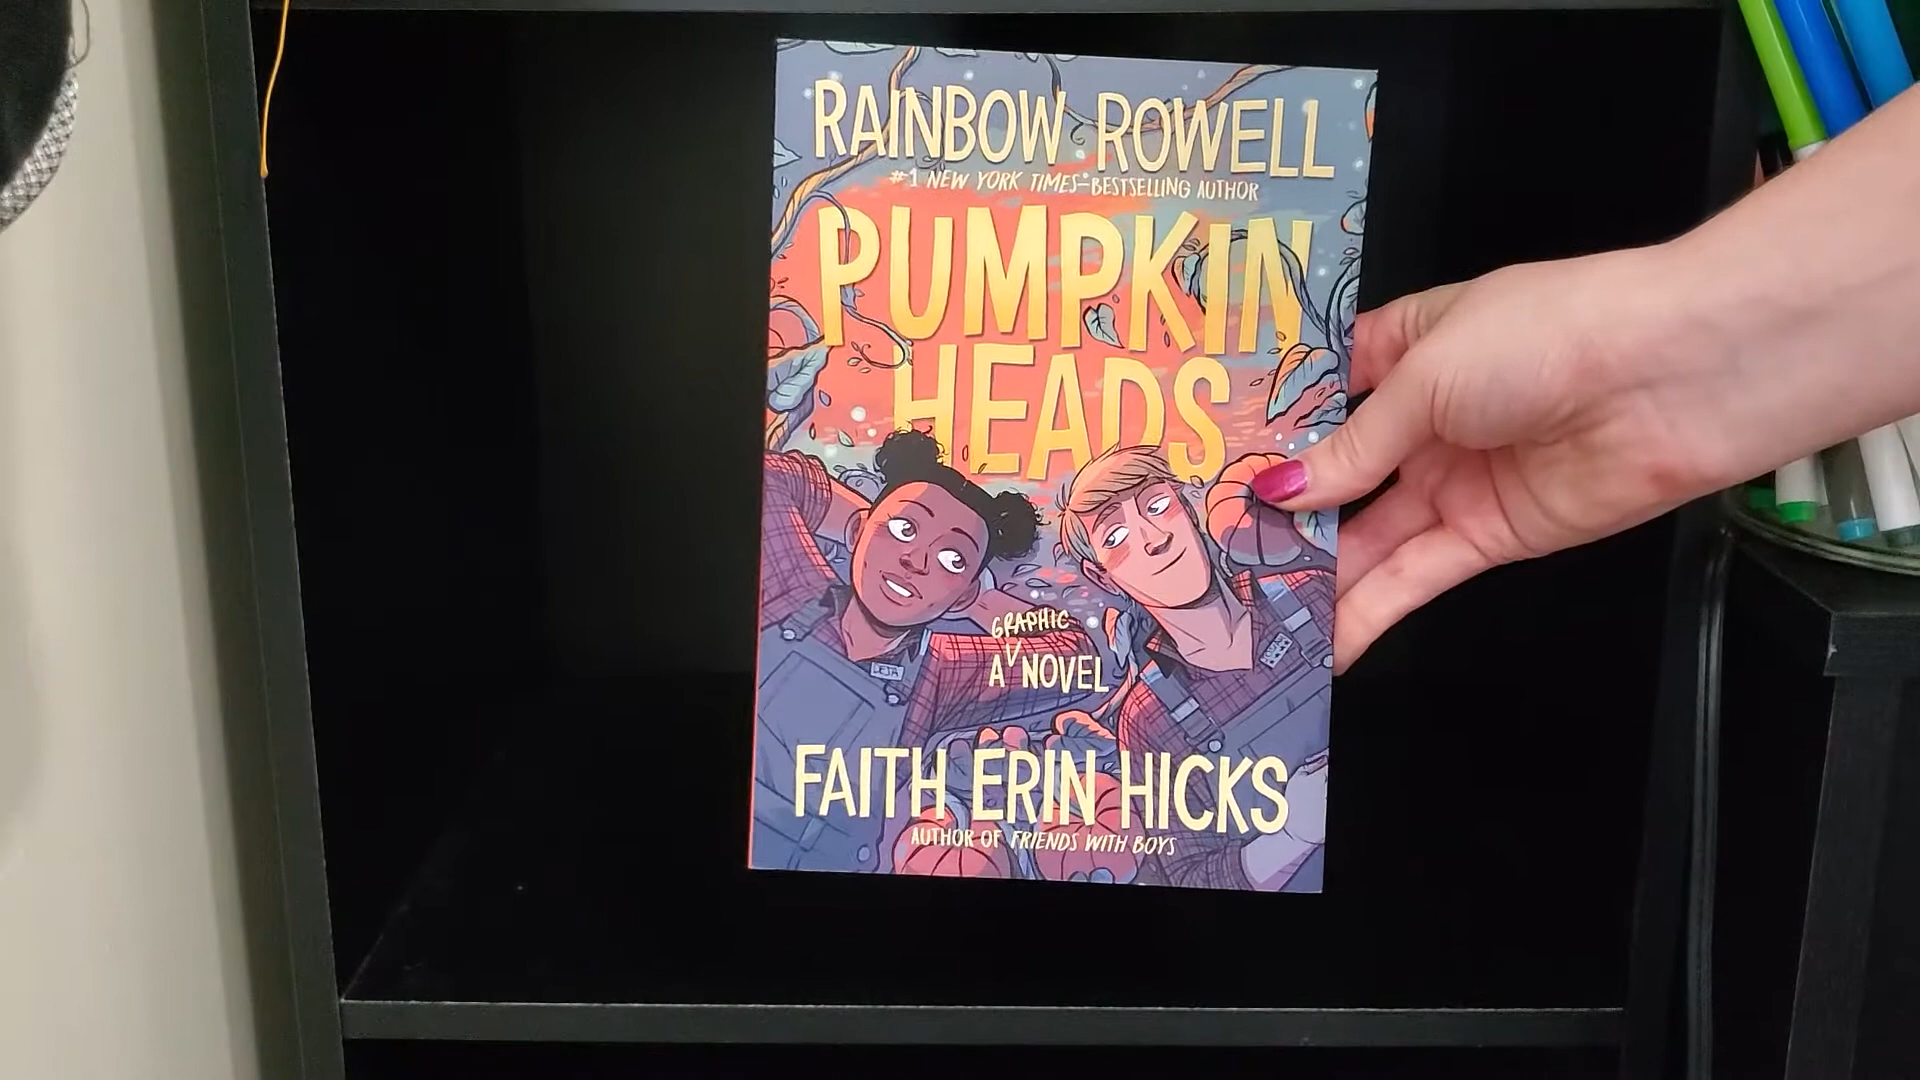 RAINBOW ROWELL
#1 NEW YORK TIMES–BESTSELLING AUTHOR
PUMPKIN
HEADS
GRAPHIC
A NOVEL
DEJA
FAITH ERIN HICKS
AUTHOR OF FRIENDS WITH BOYS